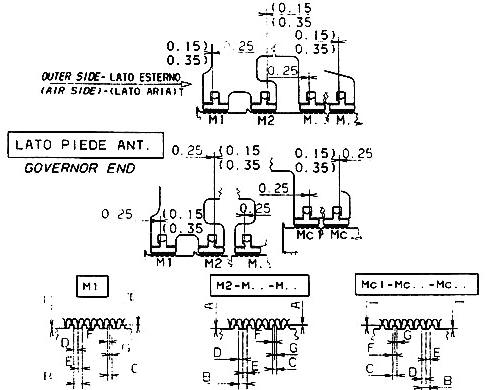 (0.15
(0.35
0.15)
0.35)
0.25
0.15)
0.35)
0.25
OUTER SIDE-LATO ESTERNO
(AIR SIDE)-(LATO ARIA)
M1 M2 M.. M..
LATO PIEDE ANT.
GOVERNOR END
0.25
(0.15
(0.35
0.15)
0.35)
0.25
0.25
0.25
(0.15
(0.35
0.25
M1 M2 M..
Mc1 Mc
M1
M2-M..-M..
Mc1-Mc..-Mc..
A A
F
D G
E C
B
F
D G
E C
B
G
F E
C D
B